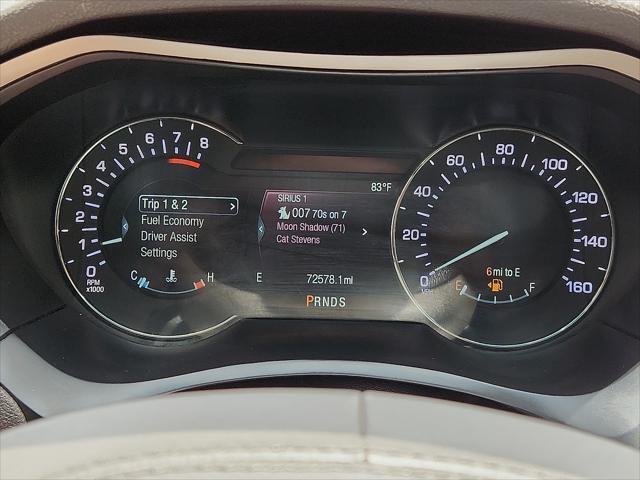 0 1 2 3 4 5 6 7 8
RPM
x1000
Trip 1 & 2 >
Fuel Economy
Driver Assist
Settings
C H
83°F
SIRIUS 1
007 70s on 7
Moon Shadow (71)
Cat Stevens
E 72578.1 mi
PRNDS
0 20 40 60 80 100 120 140 160
6 mi to E
E F